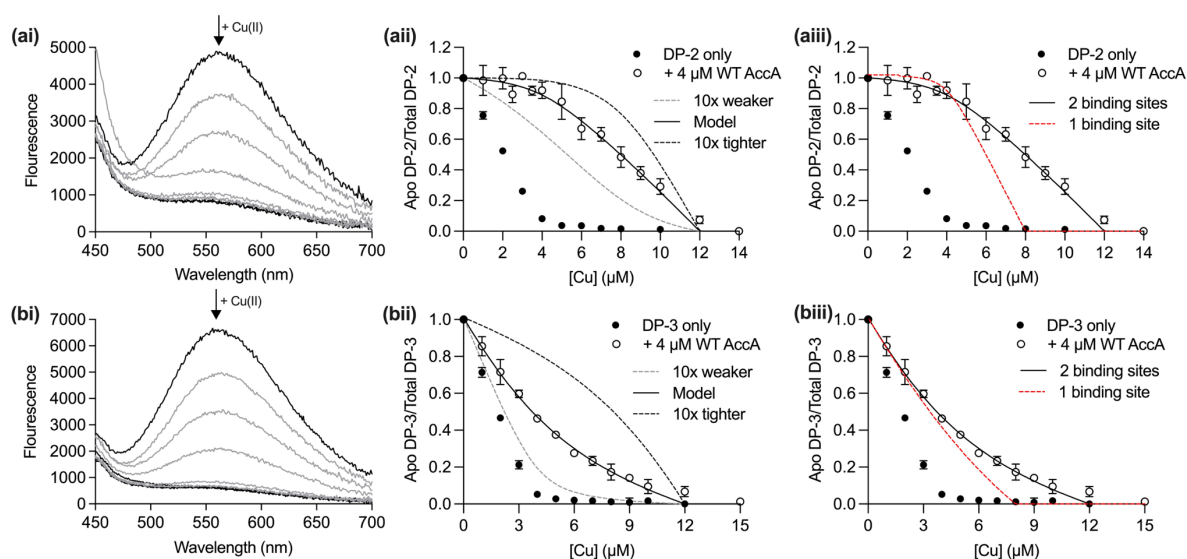 (ai)
+ Cu(II)
Flourescence
5000
4000
3000
2000
1000
0
450 500 550 600 650 700
Wavelength (nm)
(aii)
Apo DP-2/Total DP-2
1.2
1.0
0.8
0.6
0.4
0.2
0.0
0 2 4 6 8 10 12 14
[Cu] (µM)
DP-2 only
+ 4 µM WT AccA
10x weaker
Model
10x tighter
(aiii)
Apo DP-2/Total DP-2
1.2
1.0
0.8
0.6
0.4
0.2
0.0
0 2 4 6 8 10 12 14
[Cu] (µM)
DP-2 only
+ 4 µM WT AccA
2 binding sites
1 binding site
(bi)
+ Cu(II)
Flourescence
7000
6000
5000
4000
3000
2000
1000
0
450 500 550 600 650 700
Wavelength (nm)
(bii)
Apo DP-3/Total DP-3
1.0
0.8
0.6
0.4
0.2
0.0
0 3 6 9 12 15
[Cu] (µM)
DP-3 only
+ 4 µM WT AccA
10x weaker
Model
10x tighter
(biii)
Apo DP-3/Total DP-3
1.0
0.8
0.6
0.4
0.2
0.0
0 3 6 9 12 15
[Cu] (µM)
DP-3 only
+ 4 µM WT AccA
2 binding sites
1 binding site